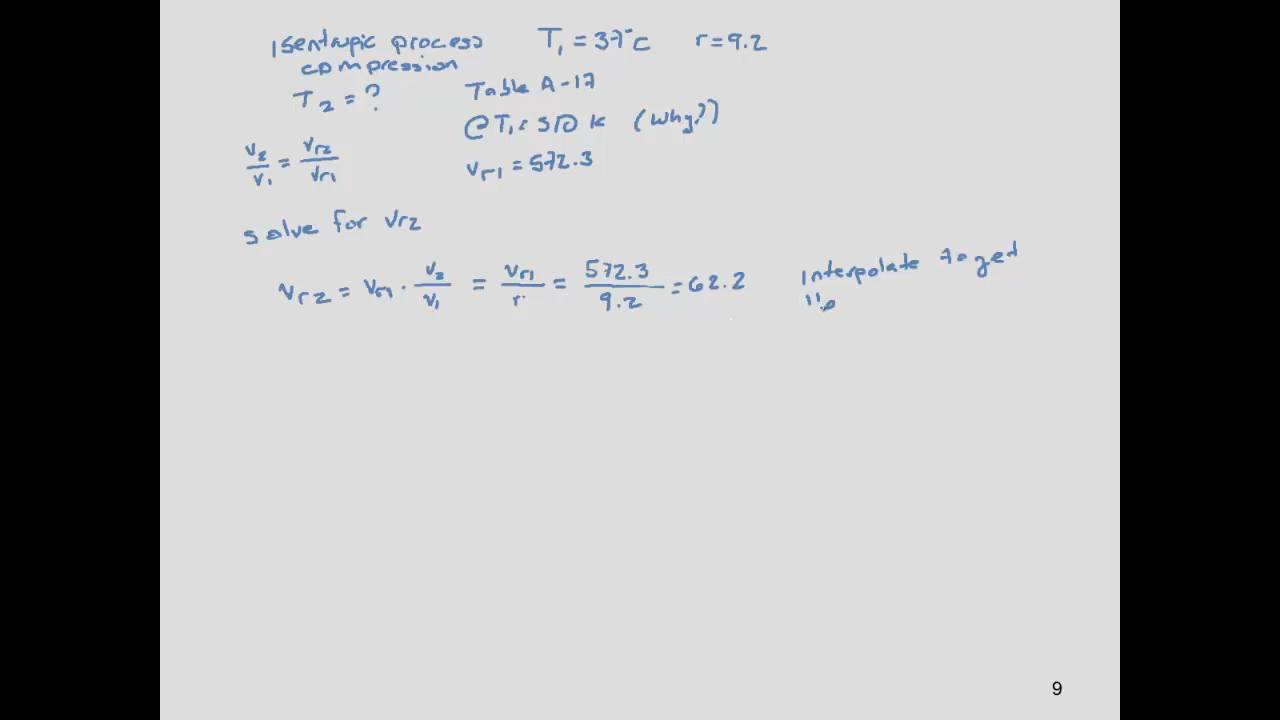 Isentropic process T₁ = 37°C r = 9.2
compression
T₂ = ? Table A-17
@ T₁ = 310 K (Why?)
v₂/v₁ = vr₂/vr₁ vr₁ = 572.3
solve for vr₂
vr₂ = vr₁ · v₂/v₁ = vr₁/r = 572.3/9.2 = 62.2 Interpolate to get
9